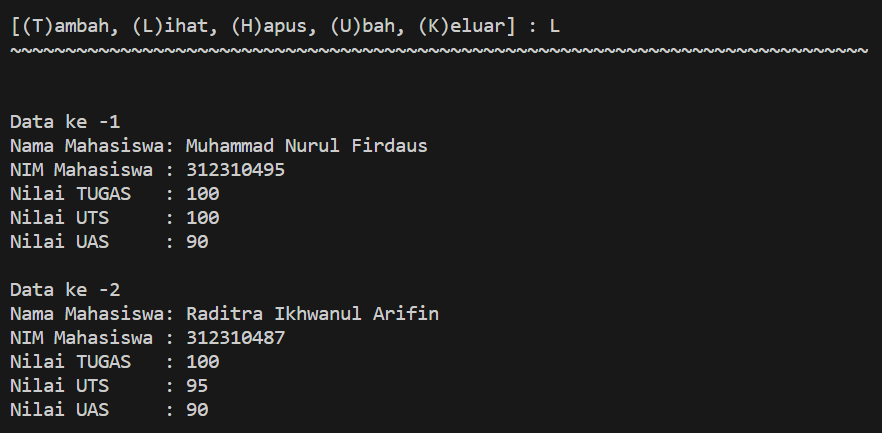 [(T)ambah, (L)ihat, (H)apus, (U)bah, (K)eluar] : L
~~~~~~~~~~~~~~~~~~~~~~~~~~~~~~~~~~~~~~~~~~~~~~~~~~~~~~~~~~~~~~~~~~~~~~~~~~~~~~
Data ke -1
Nama Mahasiswa: Muhammad Nurul Firdaus
NIM Mahasiswa : 312310495
Nilai TUGAS   : 100
Nilai UTS     : 100
Nilai UAS     : 90
Data ke -2
Nama Mahasiswa: Raditra Ikhwanul Arifin
NIM Mahasiswa : 312310487
Nilai TUGAS   : 100
Nilai UTS     : 95
Nilai UAS     : 90